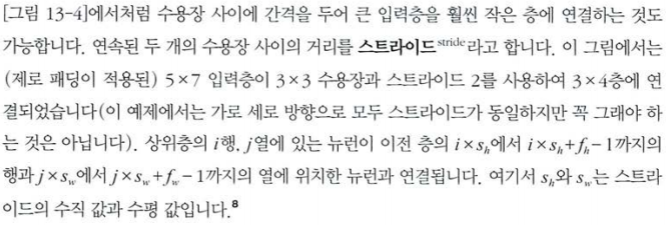 [그림 13-4]에서처럼 수용장 사이에 간격을 두어 큰 입력층을 훨씬 작은 층에 연결하는 것도
가능합니다. 연속된 두 개의 수용장 사이의 거리를 스트라이드stride라고 합니다. 이 그림에서는
(제로 패딩이 적용된) 5×7 입력층이 3×3 수용장과 스트라이드 2를 사용하여 3×4층에 연
결되었습니다(이 예제에서는 가로 세로 방향으로 모두 스트라이드가 동일하지만 꼭 그래야 하
는 것은 아닙니다). 상위층의 i행, j열에 있는 뉴런이 이전 층의 i×sh에서 i×sh+fh−1까지의
행과 j×sw에서 j×sw+fw−1까지의 열에 위치한 뉴런과 연결됩니다. 여기서 sh와 sw는 스트라
이드의 수직 값과 수평 값입니다.8